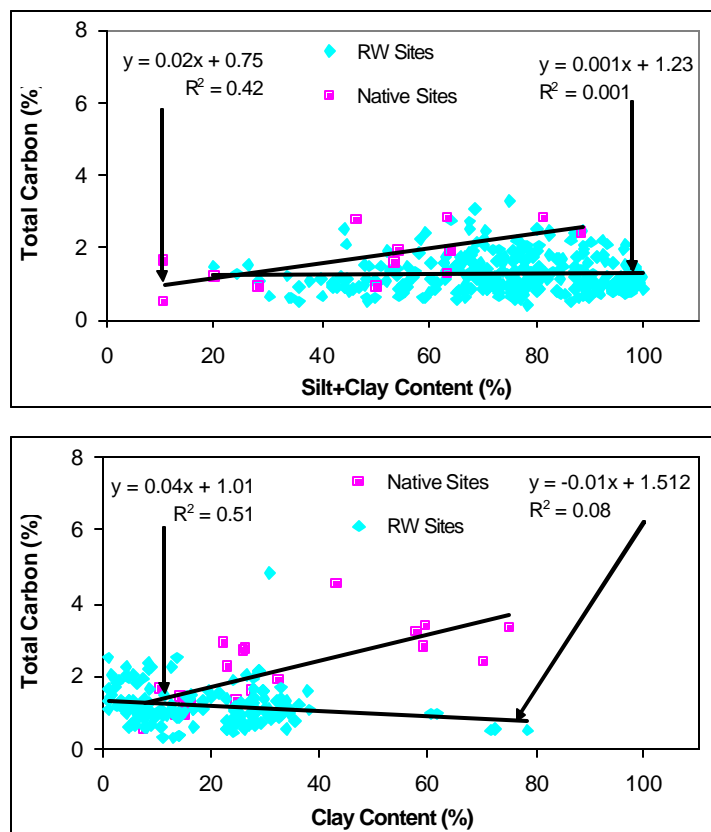 8
y = 0.02x + 0.75
R² = 0.42
RW Sites
Native Sites
y = 0.001x + 1.23
R² = 0.001
6
4
2
0
Total Carbon (%)
0 20 40 60 80 100
Silt+Clay Content (%)
8
y = 0.04x + 1.01
R² = 0.51
Native Sites
RW Sites
y = -0.01x + 1.512
R² = 0.08
6
4
2
0
Total Carbon (%)
0 20 40 60 80 100
Clay Content (%)